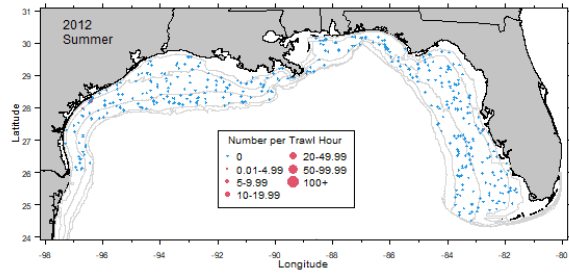 2012
Summer
31
30
29
28
27
26
25
24
Latitude
Number per Trawl Hour
0 20-49.99
0.01-4.99 50-99.99
5-9.99 100+
10-19.99
-98 -96 -94 -92 -90 -88 -86 -84 -82 -80
Longitude